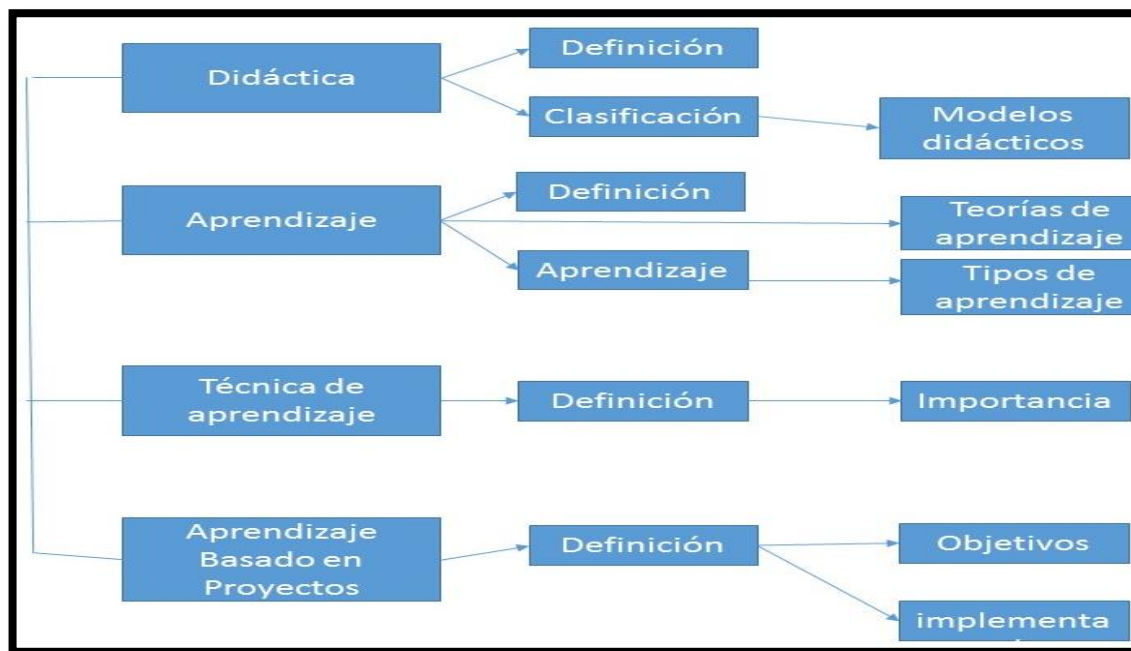 Didáctica
Definición
Clasificación
Modelos
didácticos
Aprendizaje
Definición
Teorías de
aprendizaje
Aprendizaje
Tipos de
aprendizaje
Técnica de
aprendizaje
Definición
Importancia
Aprendizaje
Basado en
Proyectos
Definición
Objetivos
implementa